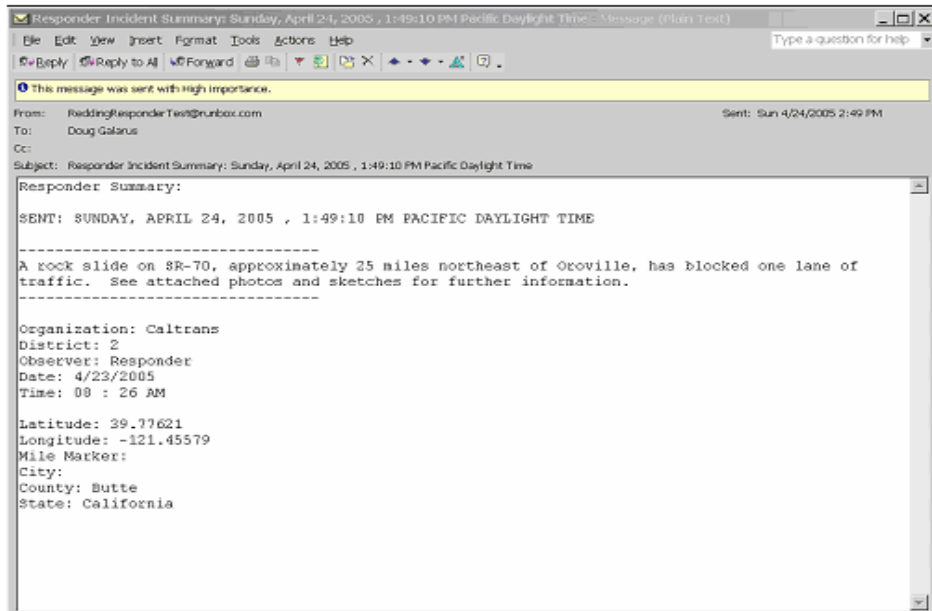 Responder Incident Summary: Sunday, April 24, 2005 , 1:49:10 PM Pacific Daylight Time - Message (Plain Text)
File Edit View Insert Format Tools Actions Help Type a question for help
Reply Reply to All Forward
This message was sent with High importance.
From: ReddingResponderTest@runbox.com Sent: Sun 4/24/2005 2:49 PM
To: Doug Galarus
Cc:
Subject: Responder Incident Summary: Sunday, April 24, 2005 , 1:49:10 PM Pacific Daylight Time
Responder Summary:
SENT: SUNDAY, APRIL 24, 2005 , 1:49:10 PM PACIFIC DAYLIGHT TIME
----------------------------------
A rock slide on SR-70, approximately 25 miles northeast of Oroville, has blocked one lane of
traffic.  See attached photos and sketches for further information.
----------------------------------
Organization: Caltrans
District: 2
Observer: Responder
Date: 4/23/2005
Time: 08 : 26 AM
Latitude: 39.77621
Longitude: -121.45579
Mile Marker:
City:
County: Butte
State: California